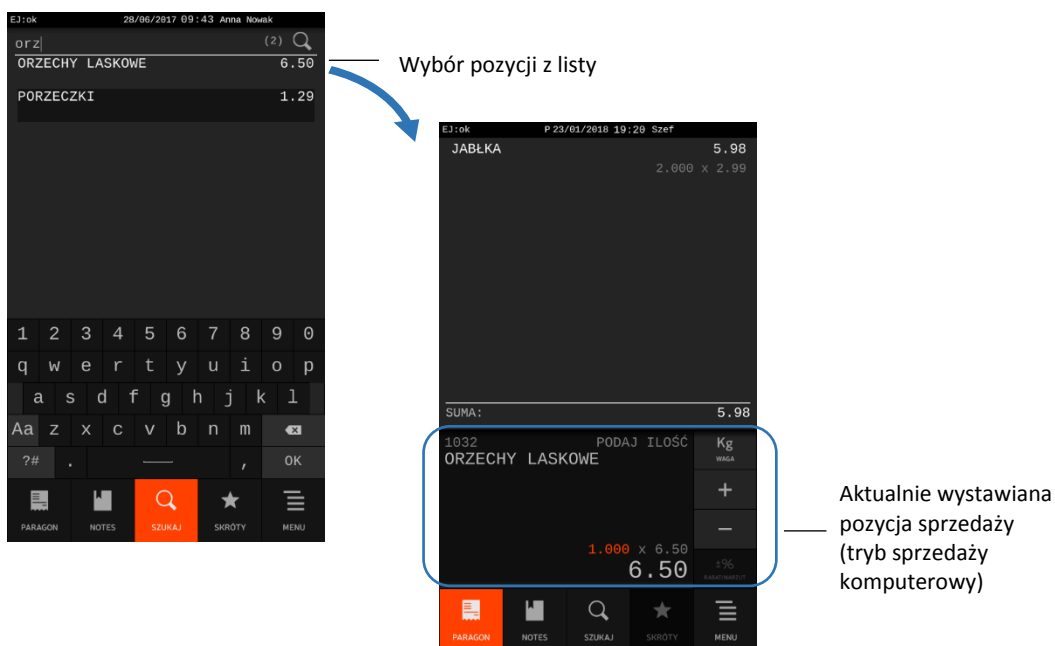 EJ:ok 28/06/2017 09:43 Anna Nowak
orz (2)
ORZECHY LASKOWE 6.50
PORZECZKI 1.29
1 2 3 4 5 6 7 8 9 0
q w e r t y u i o p
a s d f g h j k l
Aa z x c v b n m
?# . , OK
PARAGON NOTES SZUKAJ SKRÓTY MENU
Wybór pozycji z listy
EJ:ok P 23/01/2018 19:20 Szef
JABŁKA 5.98
2.000 x 2.99
SUMA: 5.98
1032 PODAJ ILOŚĆ Kg
ORZECHY LASKOWE WAGA
+
−
1.000 x 6.50
6.50 ±%
RABAT/NARZUT
PARAGON NOTES SZUKAJ SKRÓTY MENU
Aktualnie wystawiana
pozycja sprzedaży
(tryb sprzedaży
komputerowy)